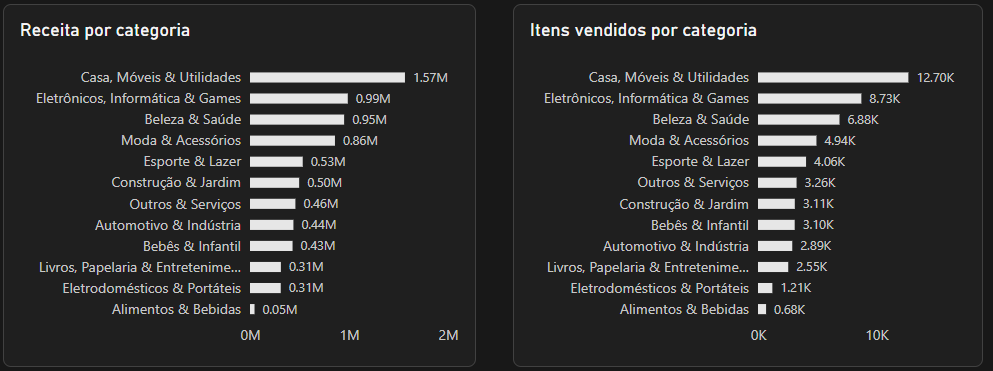 Receita por categoria
Casa, Móveis & Utilidades 1.57M
Eletrônicos, Informática & Games 0.99M
Beleza & Saúde 0.95M
Moda & Acessórios 0.86M
Esporte & Lazer 0.53M
Construção & Jardim 0.50M
Outros & Serviços 0.46M
Automotivo & Indústria 0.44M
Bebês & Infantil 0.43M
Livros, Papelaria & Entretenime... 0.31M
Eletrodomésticos & Portáteis 0.31M
Alimentos & Bebidas 0.05M
0M 1M 2M
Itens vendidos por categoria
Casa, Móveis & Utilidades 12.70K
Eletrônicos, Informática & Games 8.73K
Beleza & Saúde 6.88K
Moda & Acessórios 4.94K
Esporte & Lazer 4.06K
Outros & Serviços 3.26K
Construção & Jardim 3.11K
Bebês & Infantil 3.10K
Automotivo & Indústria 2.89K
Livros, Papelaria & Entretenime... 2.55K
Eletrodomésticos & Portáteis 1.21K
Alimentos & Bebidas 0.68K
0K 10K